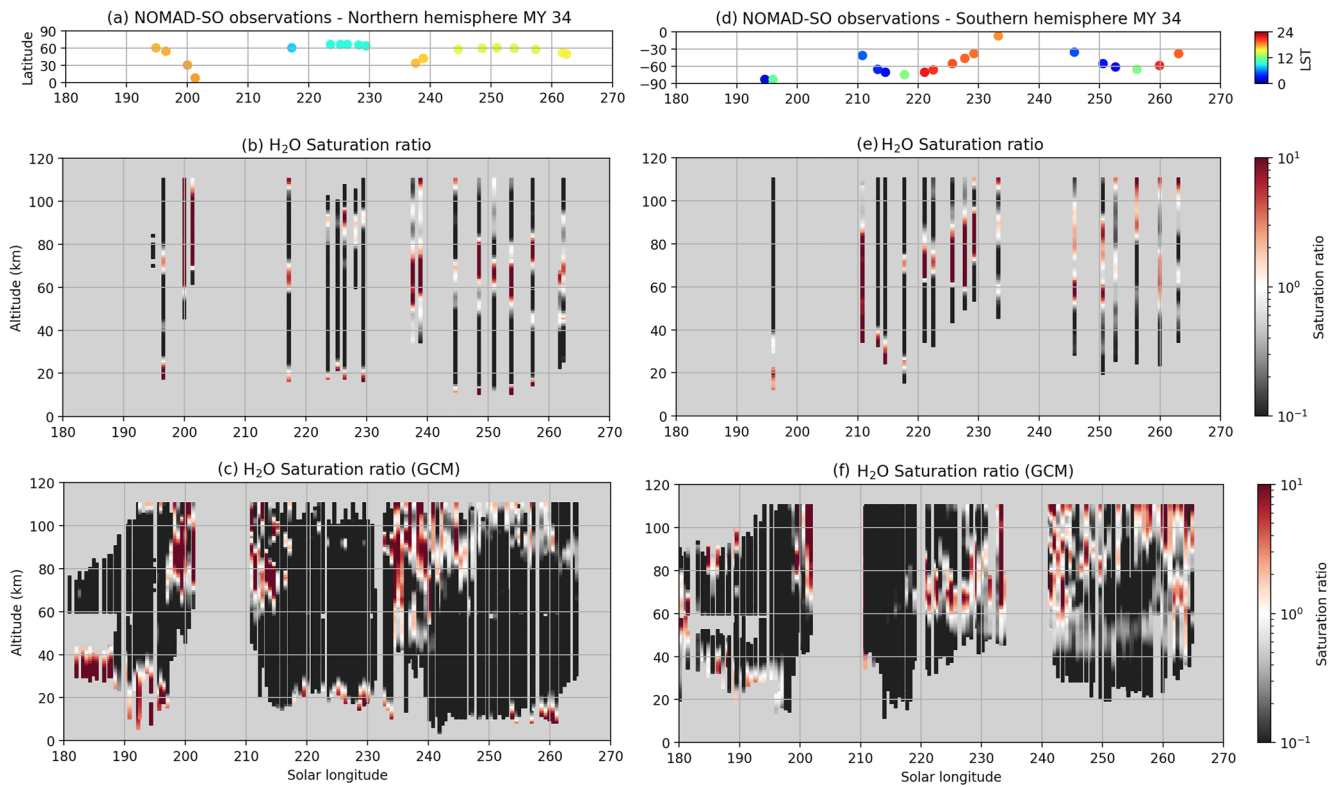 (a) NOMAD-SO observations - Northern hemisphere MY 34
Latitude
90
60
30
0
180 190 200 210 220 230 240 250 260 270
(d) NOMAD-SO observations - Southern hemisphere MY 34
0
−30
−60
−90
180 190 200 210 220 230 240 250 260 270
24
12
0
LST
(b) H₂O Saturation ratio
Altitude (km)
120
100
80
60
40
20
0
180 190 200 210 220 230 240 250 260 270
(e) H₂O Saturation ratio
120
100
80
60
40
20
0
180 190 200 210 220 230 240 250 260 270
10¹
10⁰
10⁻¹
Saturation ratio
(c) H₂O Saturation ratio (GCM)
Altitude (km)
120
100
80
60
40
20
0
180 190 200 210 220 230 240 250 260 270
Solar longitude
(f) H₂O Saturation ratio (GCM)
120
100
80
60
40
20
0
180 190 200 210 220 230 240 250 260 270
Solar longitude
10¹
10⁰
10⁻¹
Saturation ratio